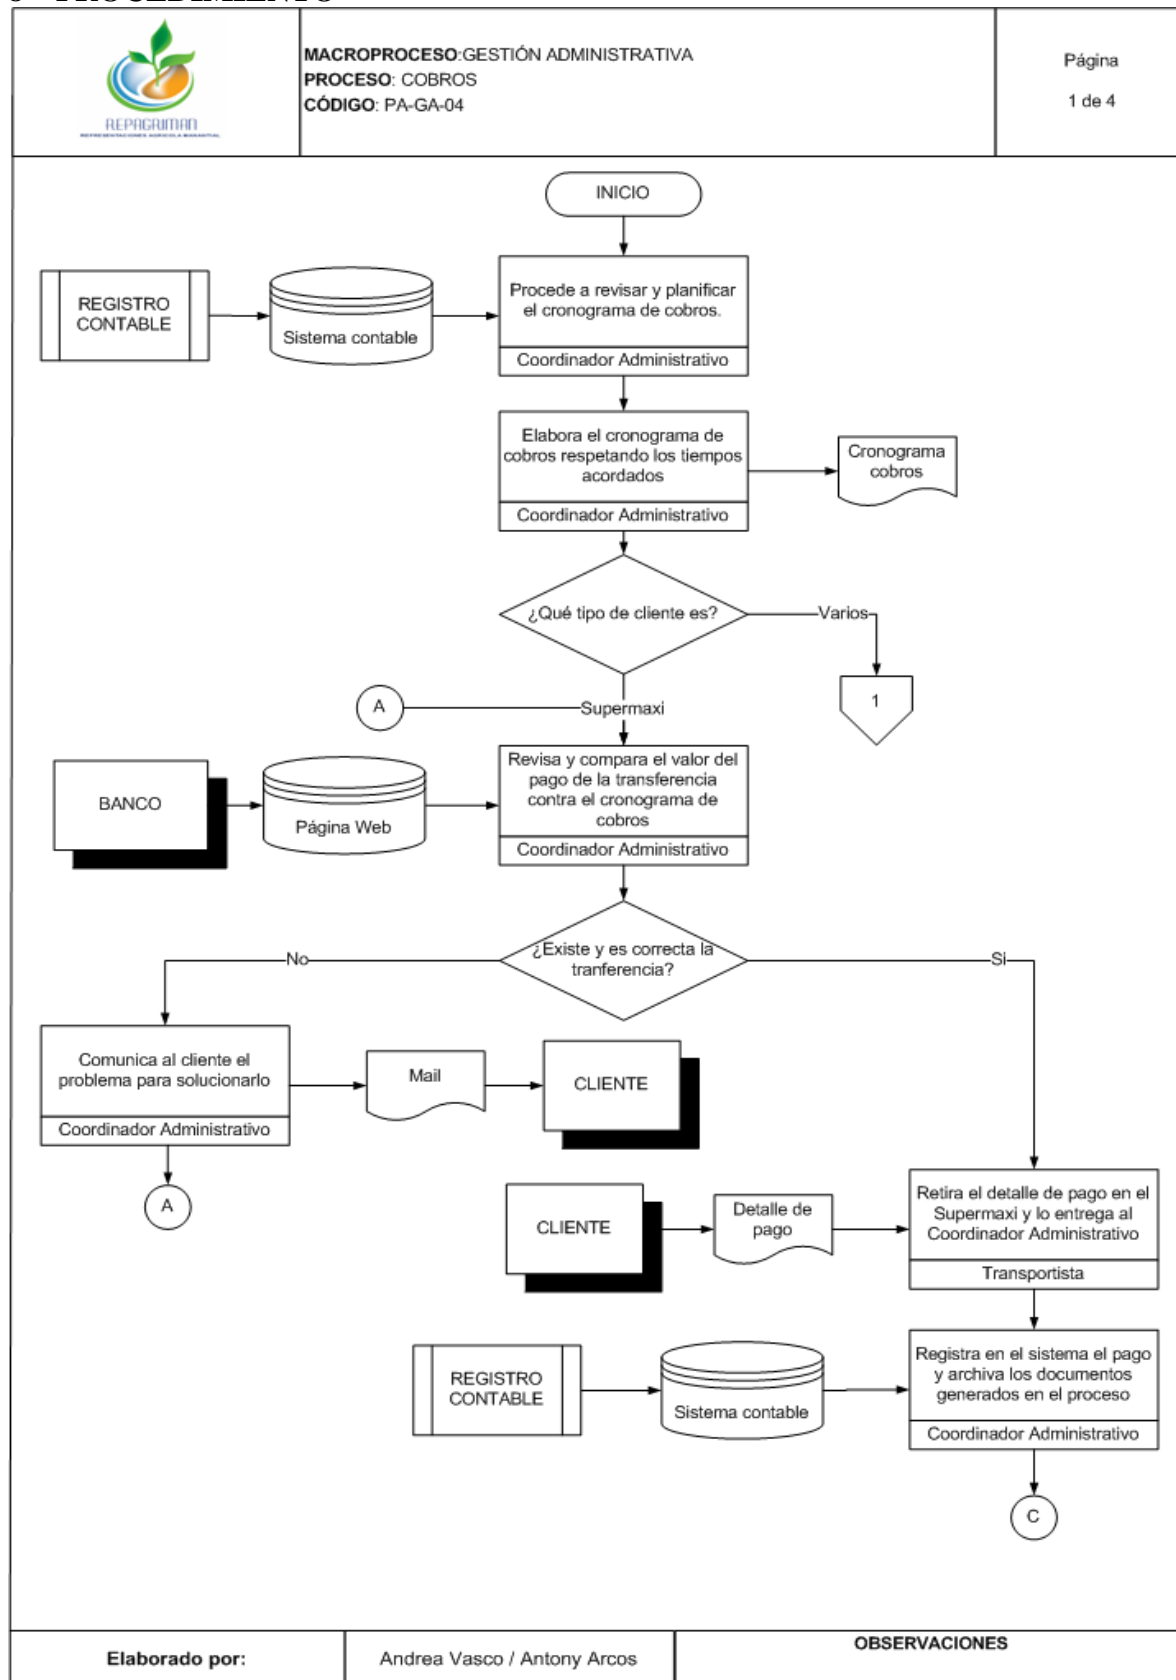 6 PROCEDIMIENTO
REPAGRIMAN
REPRESENTACIONES AGRICOLA MANANTIAL
MACROPROCESO:GESTIÓN ADMINISTRATIVA
PROCESO: COBROS
CÓDIGO: PA-GA-04
Página
1 de 4
INICIO
REGISTRO
CONTABLE
Sistema contable
Procede a revisar y planificar
el cronograma de cobros.
Coordinador Administrativo
Elabora el cronograma de
cobros respetando los tiempos
acordados
Coordinador Administrativo
Cronograma
cobros
¿Qué tipo de cliente es?
Varios
1
A
Supermaxi
BANCO
Página Web
Revisa y compara el valor del
pago de la transferencia
contra el cronograma de
cobros
Coordinador Administrativo
¿Existe y es correcta la
tranferencia?
No
Si
Comunica al cliente el
problema para solucionarlo
Coordinador Administrativo
Mail
CLIENTE
A
CLIENTE
Detalle de
pago
Retira el detalle de pago en el
Supermaxi y lo entrega al
Coordinador Administrativo
Transportista
REGISTRO
CONTABLE
Sistema contable
Registra en el sistema el pago
y archiva los documentos
generados en el proceso
Coordinador Administrativo
C
Elaborado por:
Andrea Vasco / Antony Arcos
OBSERVACIONES